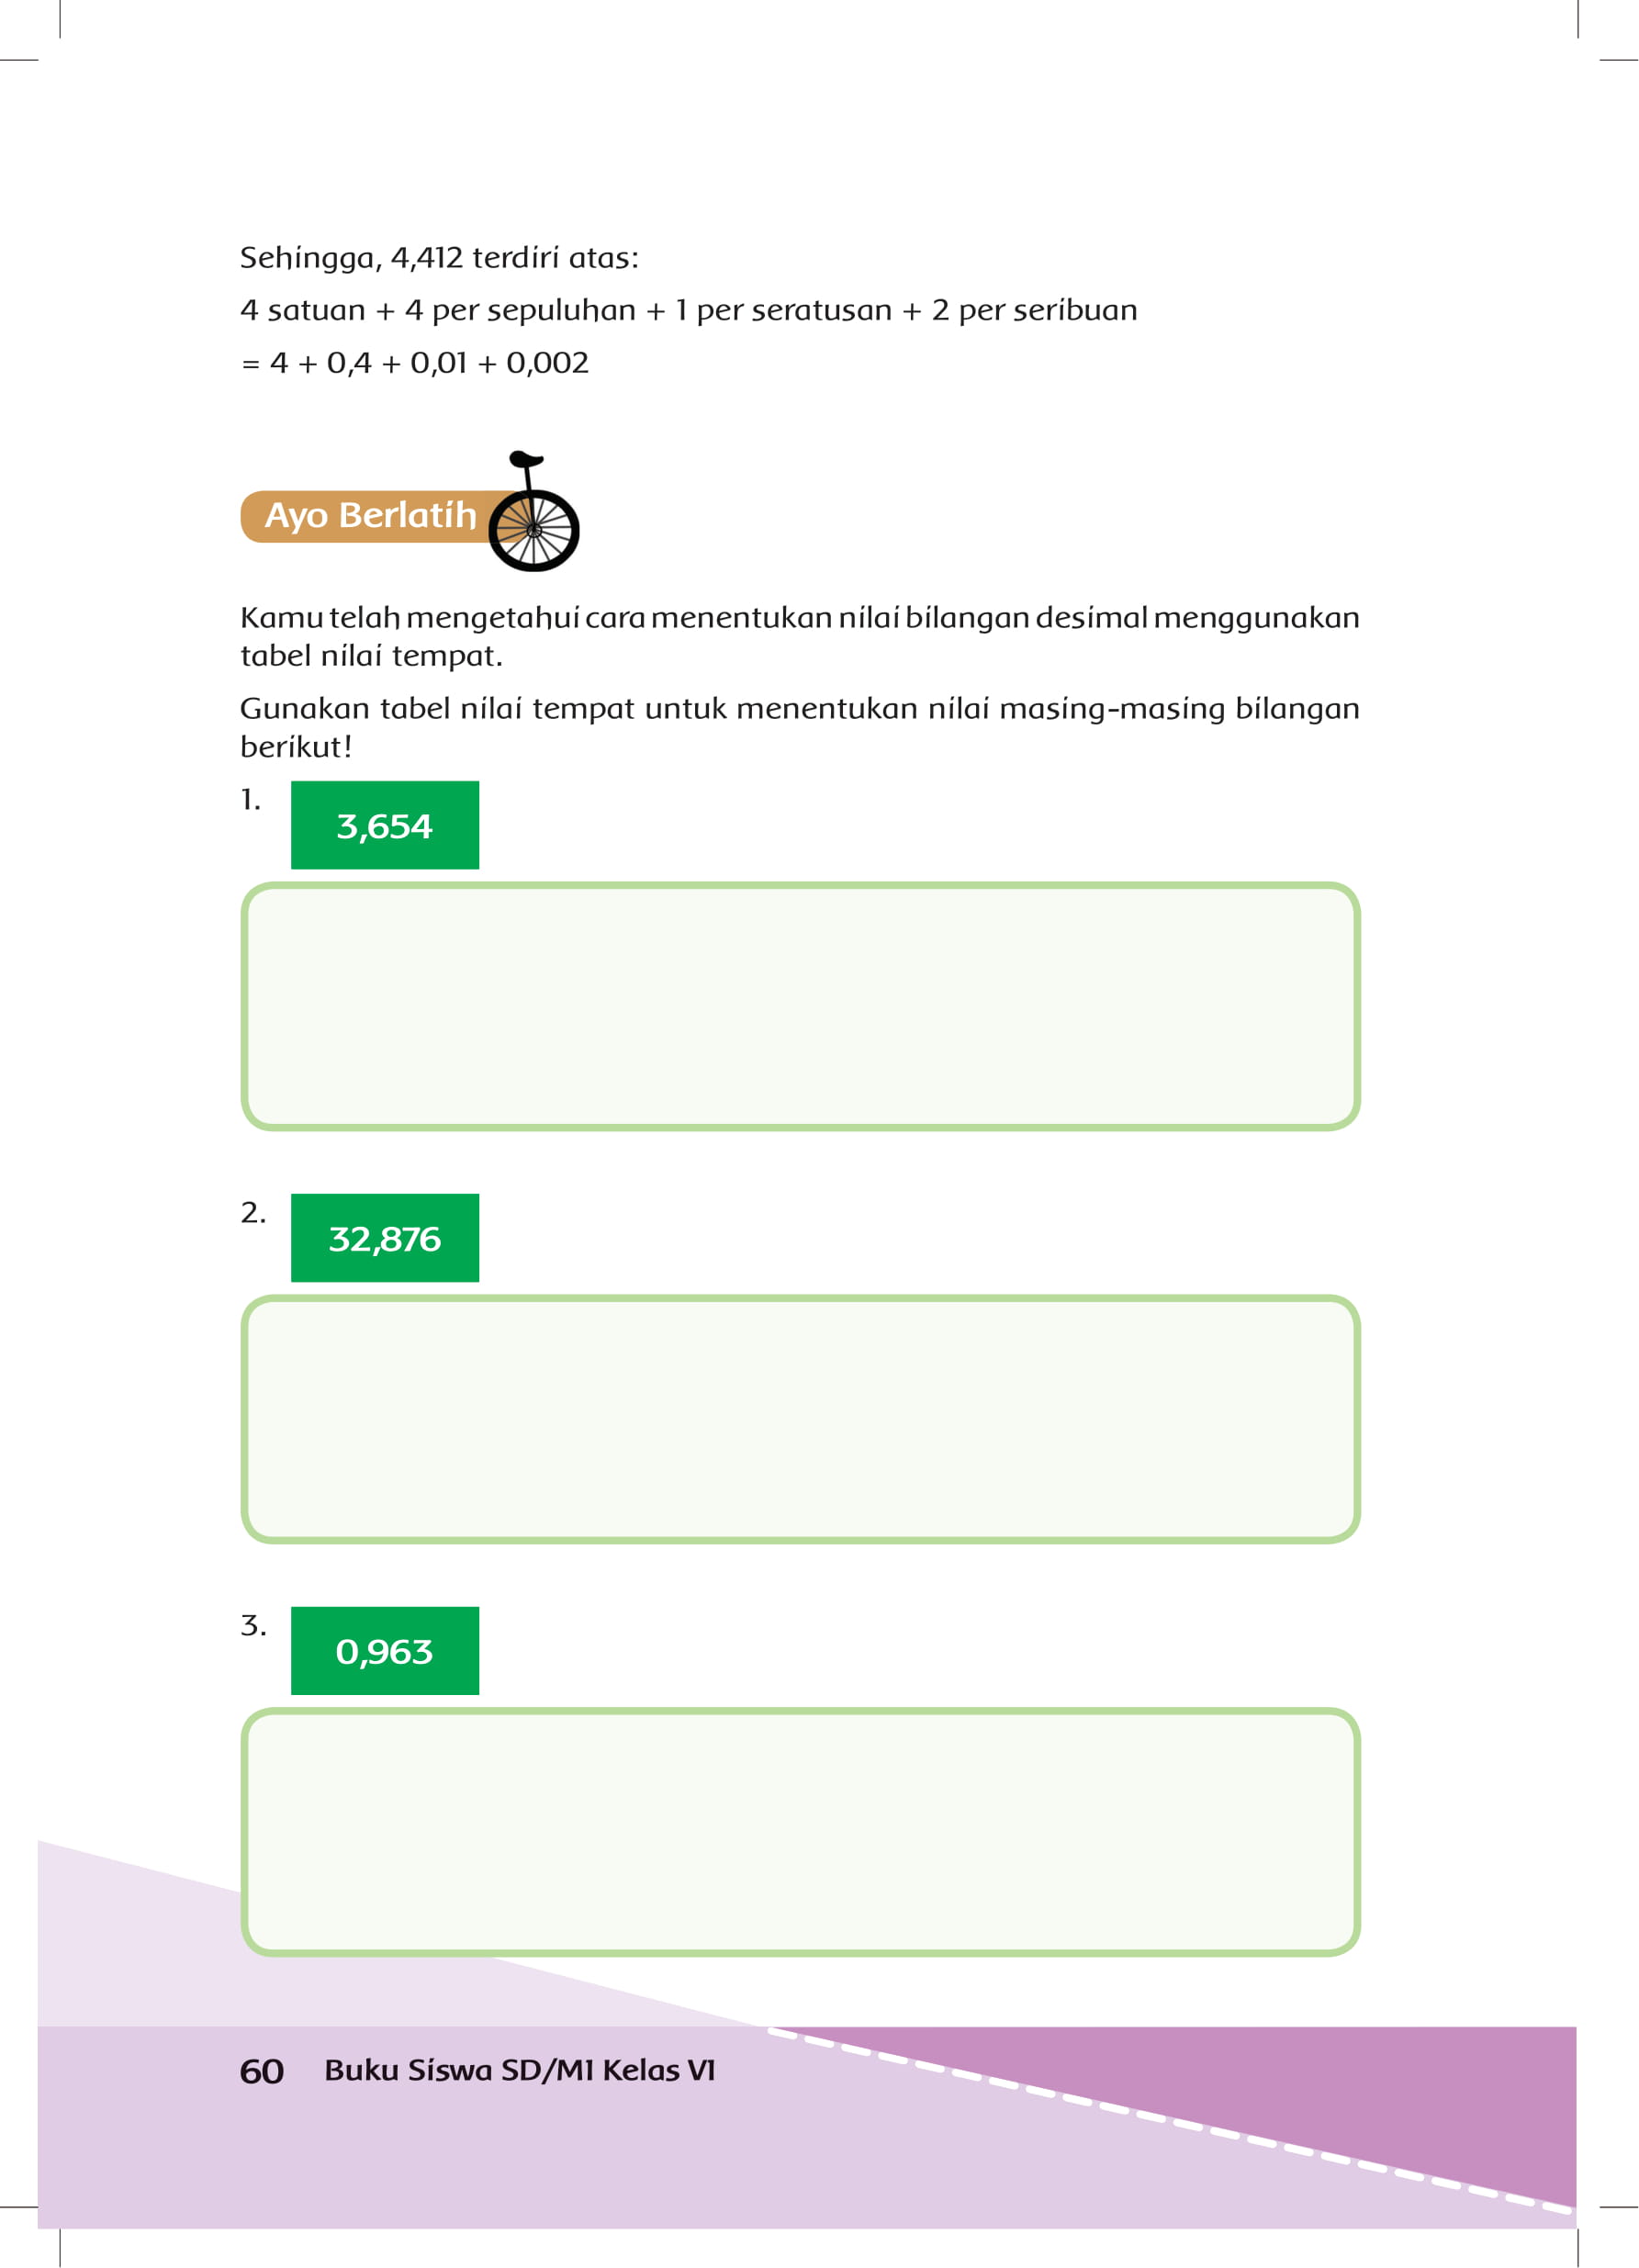 Sehingga, 4,412 terdiri atas:
4 satuan + 4 per sepuluhan + 1 per seratusan + 2 per seribuan
= 4 + 0,4 + 0,01 + 0,002
Ayo Berlatih
Kamu telah mengetahui cara menentukan nilai bilangan desimal menggunakan
tabel nilai tempat.
Gunakan tabel nilai tempat untuk menentukan nilai masing-masing bilangan
berikut!
1. 3,654
2. 32,876
3. 0,963
60 Buku Siswa SD/MI Kelas VI